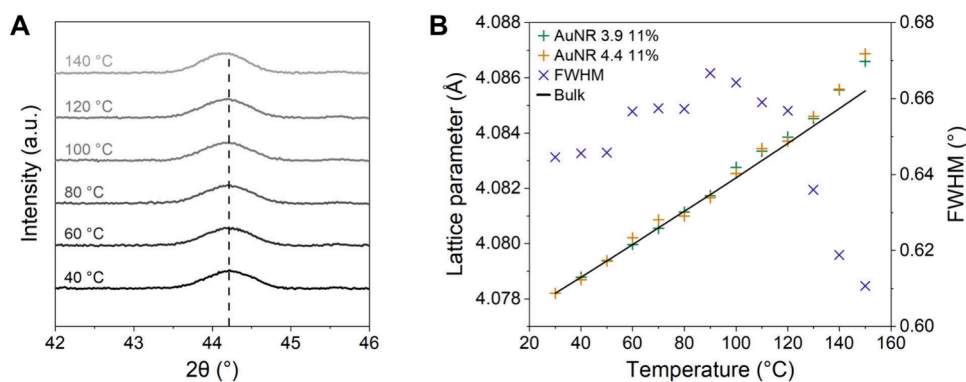 A
Intensity (a.u.)
140 °C
120 °C
100 °C
80 °C
60 °C
40 °C
42 43 44 45 46
2θ (°)
B
Lattice parameter (Å)
4.088
4.086
4.084
4.082
4.080
4.078
AuNR 3.9 11%
AuNR 4.4 11%
FWHM
Bulk
0.68
0.66
0.64
0.62
0.60
FWHM (°)
20 40 60 80 100 120 140 160
Temperature (°C)